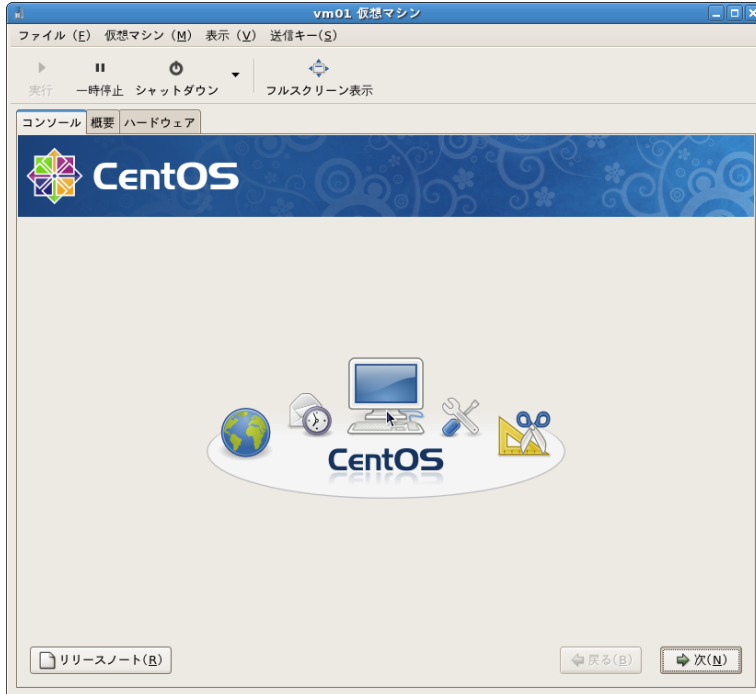 vm01 仮想マシン
ファイル (F) 仮想マシン (M) 表示 (V) 送信キー(S)
実行 一時停止 シャットダウン フルスクリーン表示
コンソール 概要 ハードウェア
CentOS
CentOS
リリースノート(R) 戻る(B) 次(N)